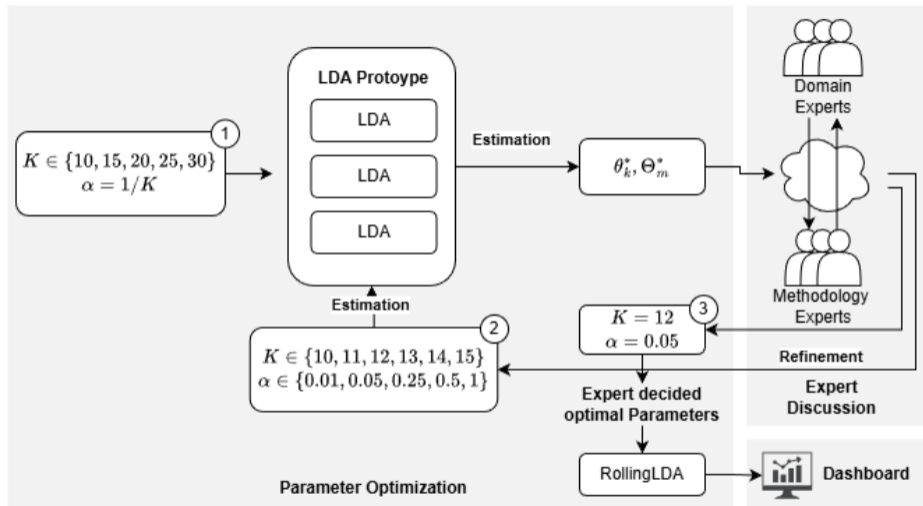 LDA Protoype
LDA
LDA
LDA
1
K ∈ {10, 15, 20, 25, 30}
α = 1/K
Estimation
θ*ₖ, Θ*ₘ
Domain
Experts
Methodology
Experts
Estimation
2
K ∈ {10, 11, 12, 13, 14, 15}
α ∈ {0.01, 0.05, 0.25, 0.5, 1}
3
K = 12
α = 0.05
Refinement
Expert
Discussion
Expert decided
optimal Parameters
RollingLDA
Dashboard
Parameter Optimization